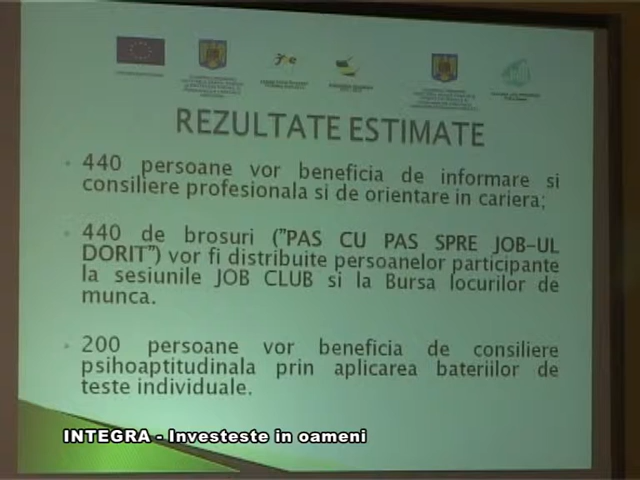 REZULTATE ESTIMATE
440 persoane vor beneficia de informare si
consiliere profesionala si de orientare in cariera;
440 de brosuri ("PAS CU PAS SPRE JOB-UL
DORIT") vor fi distribuite persoanelor participante
la sesiunile JOB CLUB si la Bursa locurilor de
munca.
200 persoane vor beneficia de consiliere
psihoaptitudinala prin aplicarea bateriilor de
teste individuale.
INTEGRA - Investeste in oameni